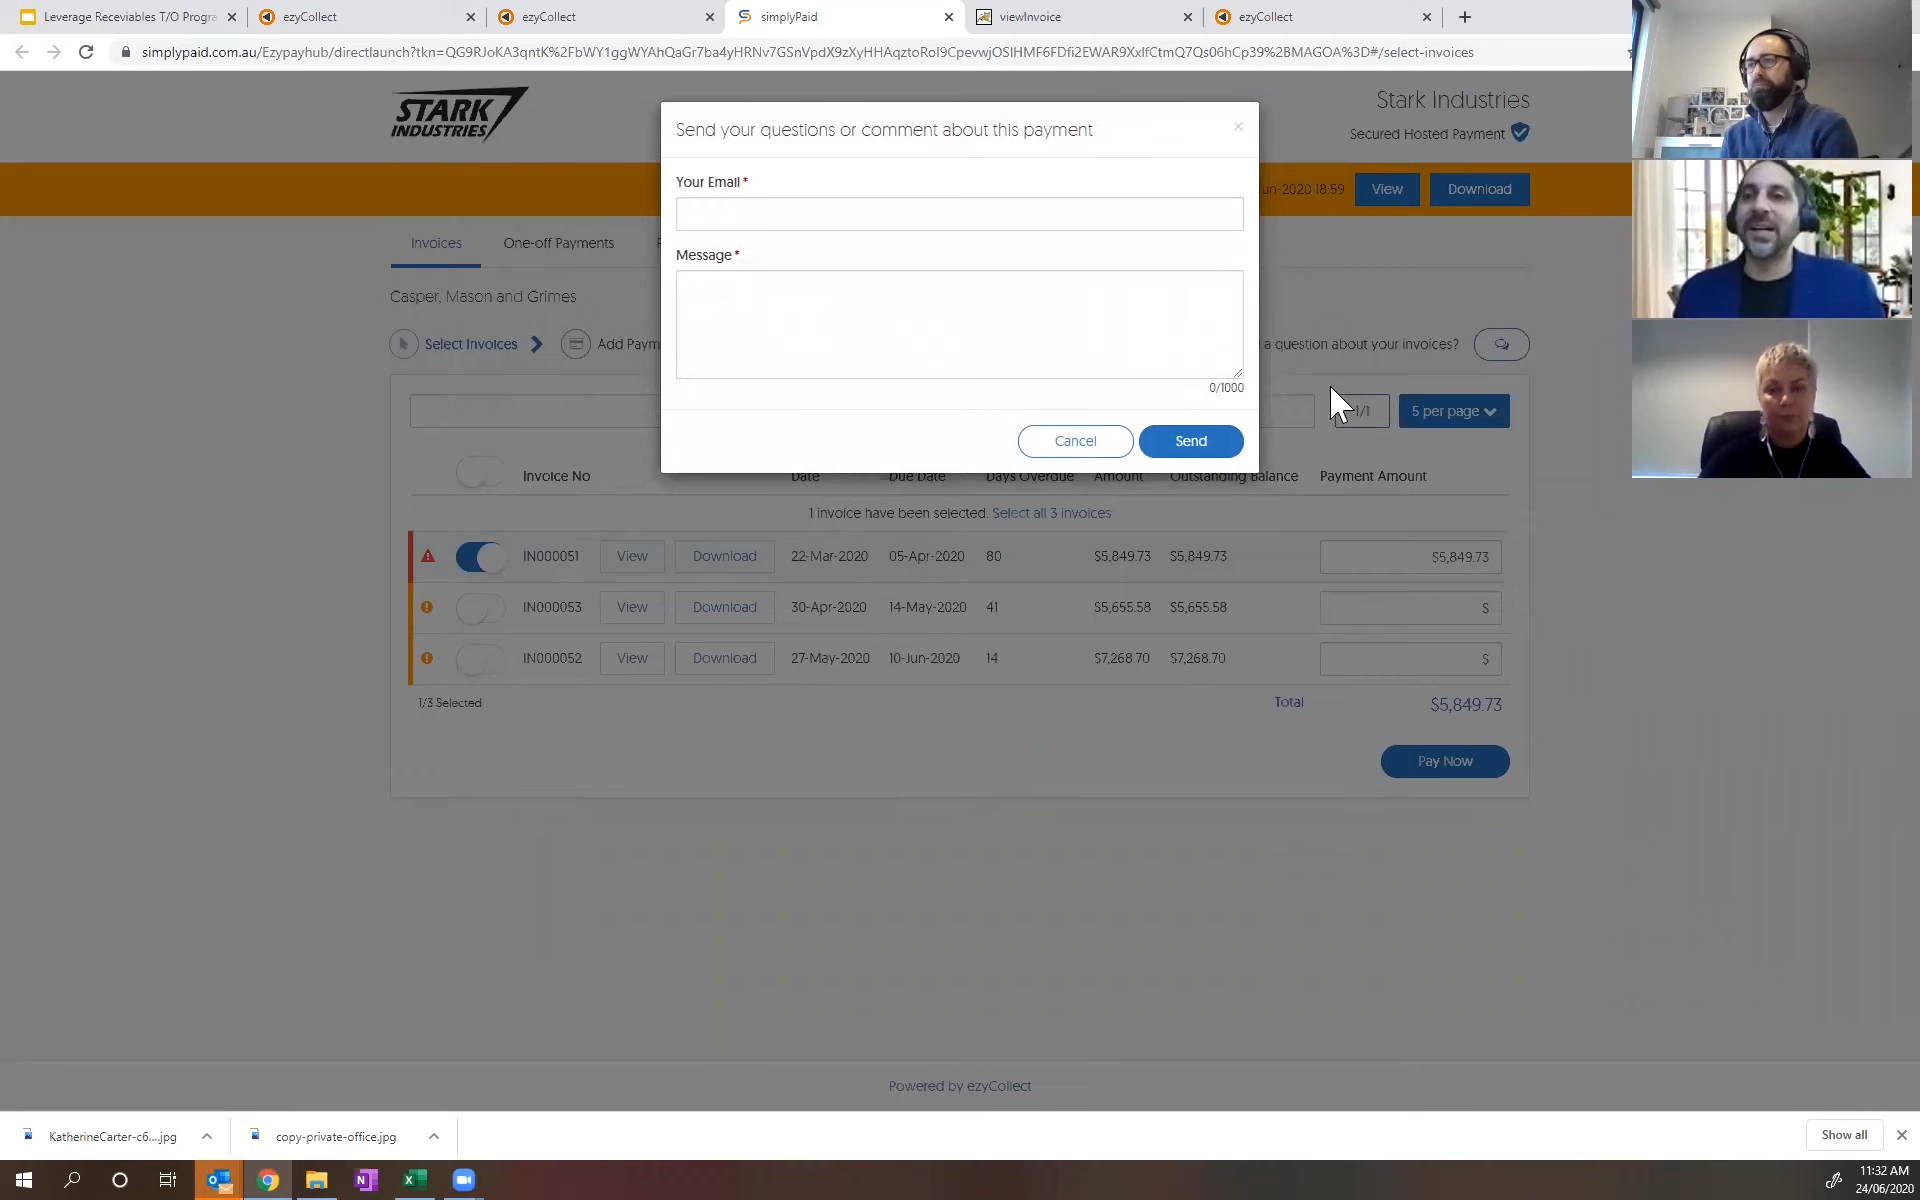 Leverage Receviables T/O Progra
ezyCollect
ezyCollect
simplyPaid
viewInvoice
ezyCollect
simplypaid.com.au/Ezypayhub/directlaunch?tkn=QG9RJoKA3qntK%2FbWY1ggWYAhQaGr7ba4yHRNv7GSnVpdX9zXyHHAqztoRoI9CpevwjOSIHMF6FDfi2EWAR9XxIfCtmQ7Qs06hCp39%2BMAGOA%3D#/select-invoices
STARK
INDUSTRIES
Stark Industries
Secured Hosted Payment
un-2020 18:59
View
Download
Send your questions or comment about this payment
Your Email *
Message *
0/1000
Cancel
Send
Invoices
One-off Payments
Casper, Mason and Grimes
Select Invoices
Add Paym
a question about your invoices?
1/1
5 per page
Invoice No
Date
Due Date
Days Overdue
Amount
Outstanding Balance
Payment Amount
1 invoice have been selected. Select all 3 invoices
IN000051 View Download 22-Mar-2020 05-Apr-2020 80 $5,849.73 $5,849.73 $5,849.73
IN000053 View Download 30-Apr-2020 14-May-2020 41 $5,655.58 $5,655.58 $
IN000052 View Download 27-May-2020 10-Jun-2020 14 $7,268.70 $7,268.70 $
1/3 Selected
Total
$5,849.73
Pay Now
Powered by ezyCollect
KatherineCarter-c6....jpg
copy-private-office.jpg
Show all
11:32 AM
24/06/2020